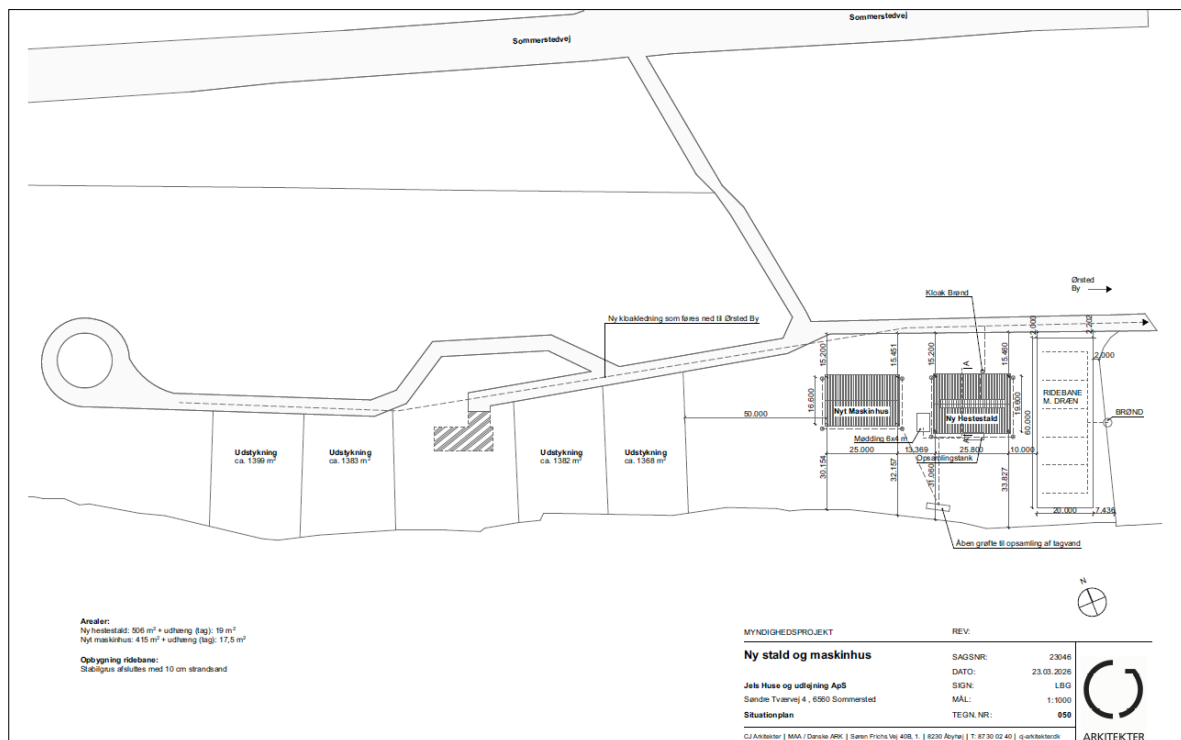 Sommerstedvej
Sommerstedvej
Ørsted
By
Kloak Brønd
Ny kloakledning som føres ned til Ørsted By
2.000
2.202
15.200
15.451
15.200
15.460
2.000
A
16.600
19.600
60.000
RIDEBANE
M. DRÆN
BRØND
50.000
Nyt Maskinhus
Ny Hestestald
Mødding 6x4 m
A
25.000
13.369
25.800
10.000
Opsamlingstank
Udstykning
ca. 1399 m²
Udstykning
ca. 1383 m²
Udstykning
ca. 1382 m²
Udstykning
ca. 1368 m²
30.154
32.157
31.060
33.827
20.000
7.436
Åben grøfte til opsamling af tagvand
N
Arealer:
Ny hestestald: 506 m² + udhæng (tag): 19 m²
Nyt maskinhus: 415 m² + udhæng (tag): 17,5 m²
Opbygning ridebane:
Stabilgrus afsluttes med 10 cm strandsand
MYNDIGHEDSPROJEKT
REV:
Ny stald og maskinhus
SAGSNR: 23046
DATO: 23.03.2026
Jels Huse og udlejning ApS
SIGN: LBG
Søndre Tværvej 4 , 6560 Sommersted
MÅL: 1:1000
Situationplan
TEGN. NR: 050
CJ Arkitekter | MAA / Danske ARK | Søren Frichs Vej 40B, 1. | 8230 Åbyhøj | T: 87 30 02 40 | cj-arkitekter.dk
ARKITEKTER